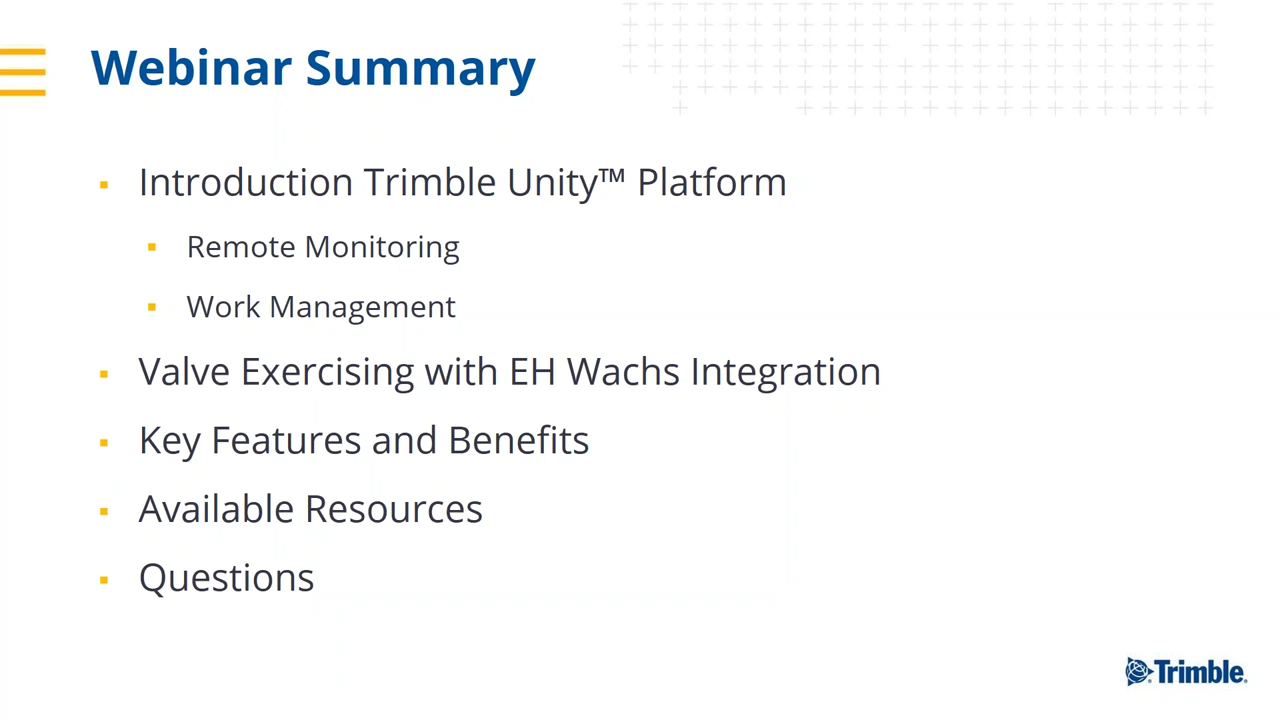 Webinar Summary
Introduction Trimble Unity™ Platform
Remote Monitoring
Work Management
Valve Exercising with EH Wachs Integration
Key Features and Benefits
Available Resources
Questions
Trimble